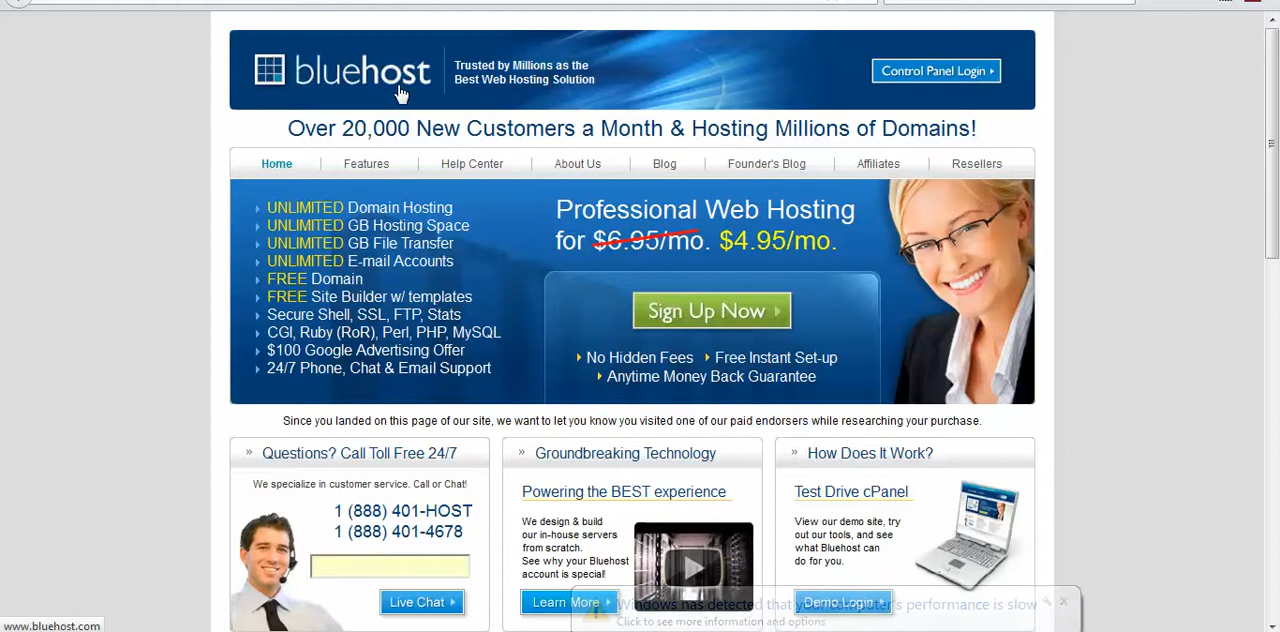 bluehost
Trusted by Millions as the
Best Web Hosting Solution
Control Panel Login
Over 20,000 New Customers a Month & Hosting Millions of Domains!
Home Features Help Center About Us Blog Founder's Blog Affiliates Resellers
UNLIMITED Domain Hosting
UNLIMITED GB Hosting Space
UNLIMITED GB File Transfer
UNLIMITED E-mail Accounts
FREE Domain
FREE Site Builder w/ templates
Secure Shell, SSL, FTP, Stats
CGI, Ruby (RoR), Perl, PHP, MySQL
$100 Google Advertising Offer
24/7 Phone, Chat & Email Support
Professional Web Hosting
for $6.95/mo. $4.95/mo.
Sign Up Now
No Hidden Fees Free Instant Set-up
Anytime Money Back Guarantee
Since you landed on this page of our site, we want to let you know you visited one of our paid endorsers while researching your purchase.
» Questions? Call Toll Free 24/7
We specialize in customer service. Call or Chat!
1 (888) 401-HOST
1 (888) 401-4678
Live Chat
» Groundbreaking Technology
Powering the BEST experience
We design & build
our in-house servers
from scratch.
See why your Bluehost
account is special!
Learn More
» How Does It Work?
Test Drive cPanel
View our demo site, try
out our tools, and see
what Bluehost can
do for you.
Demo Login
Windows has detected that your computer's performance is slow
Click to see more information and options
www.bluehost.com